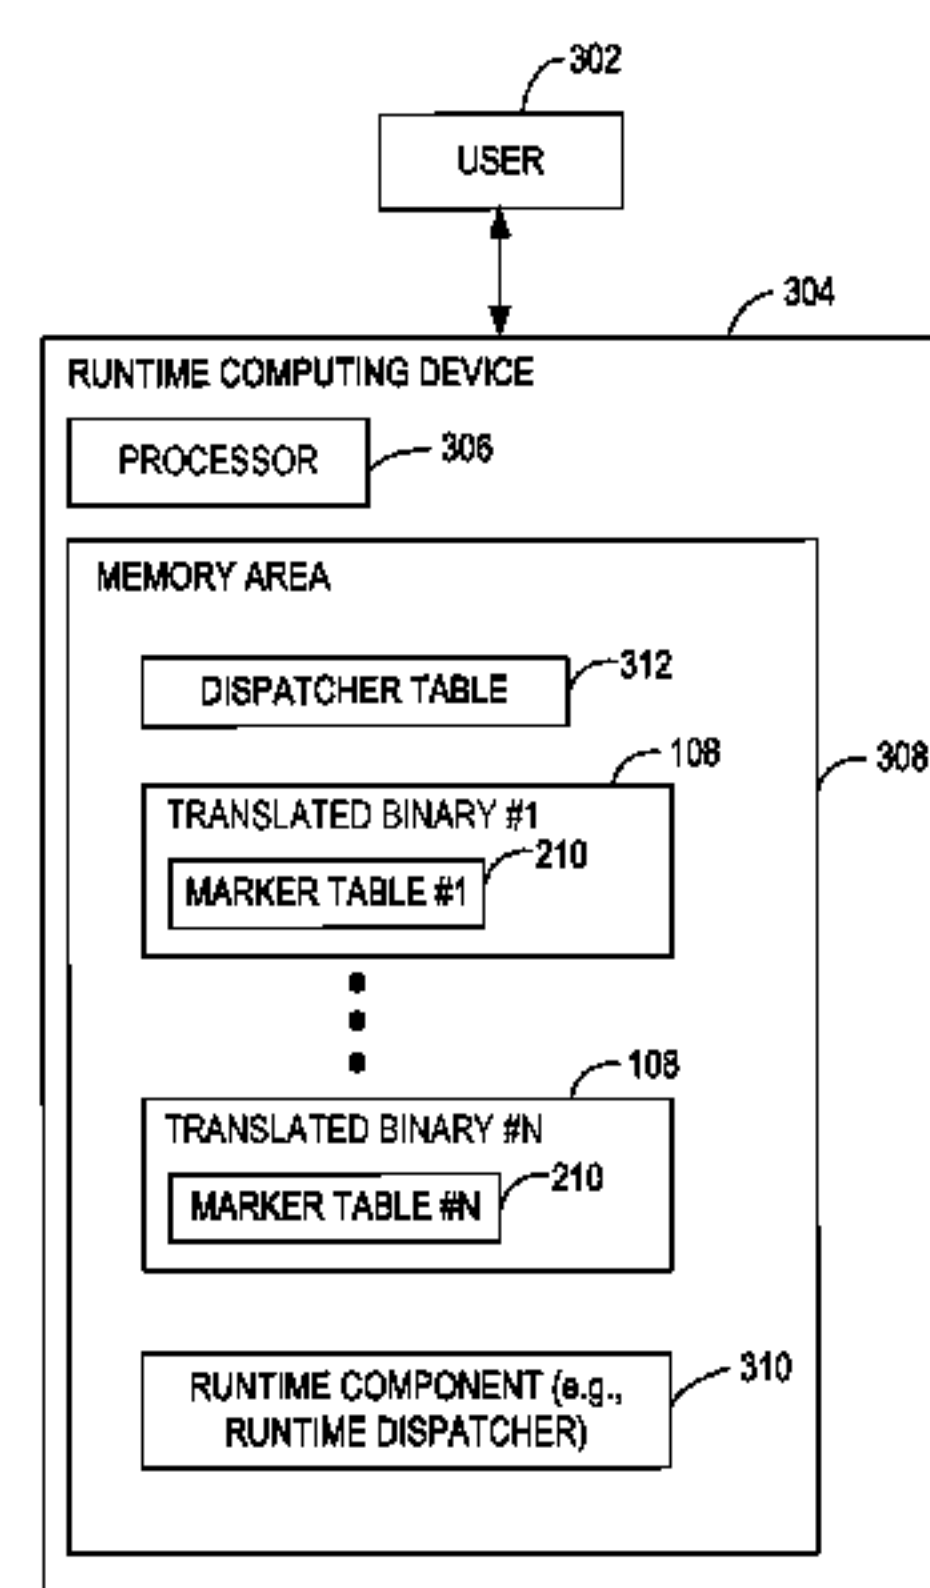 302
USER
304
RUNTIME COMPUTING DEVICE
PROCESSOR
306
MEMORY AREA
DISPATCHER TABLE
312
108
308
TRANSLATED BINARY #1
210
MARKER TABLE #1
108
TRANSLATED BINARY #N
210
MARKER TABLE #N
310
RUNTIME COMPONENT (e.g.,
RUNTIME DISPATCHER)